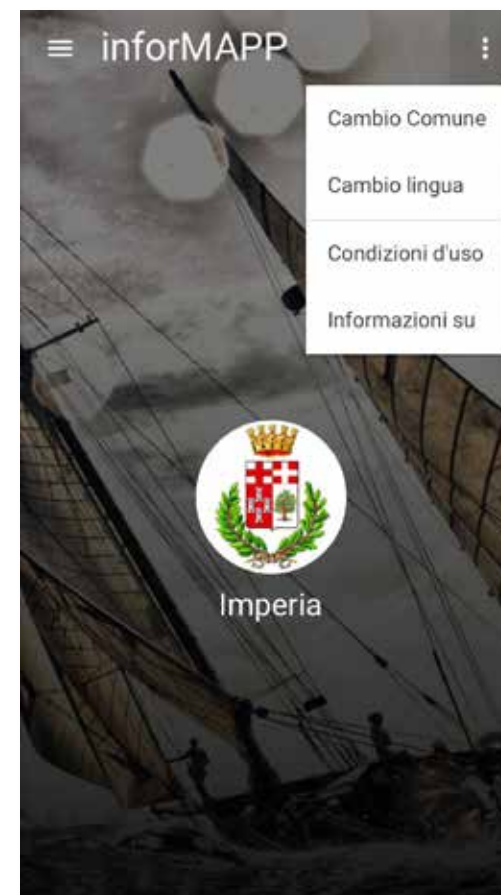 inforMAPP
Cambio Comune
Cambio lingua
Condizioni d'uso
Informazioni su
Imperia